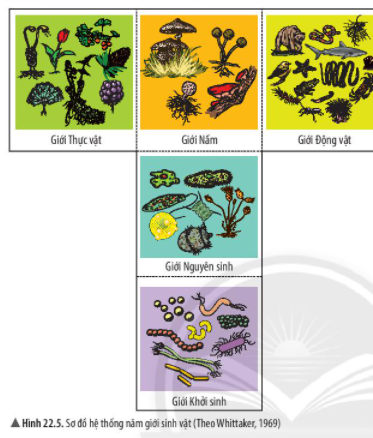 Giới Thực vật
Giới Nấm
Giới Động vật
Giới Nguyên sinh
Giới Khởi sinh
▲ Hình 22.5. Sơ đồ hệ thống năm giới sinh vật (Theo Whittaker, 1969)